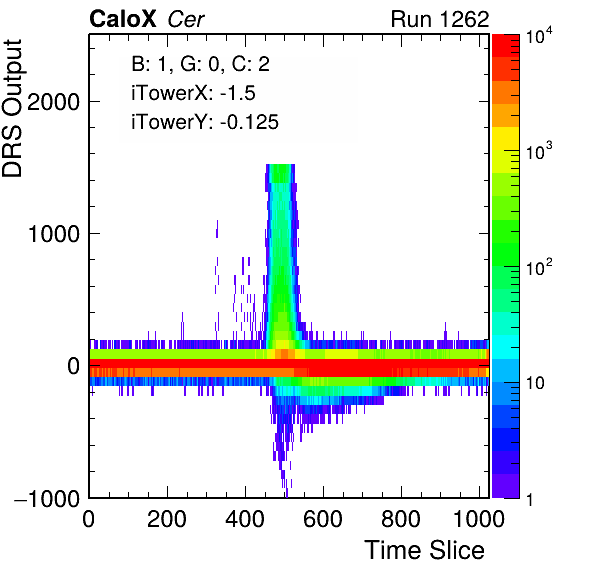 CaloX Cer Run 1262
B: 1, G: 0, C: 2
iTowerX: -1.5
iTowerY: -0.125
DRS Output
2000
1000
0
−1000
0 200 400 600 800 1000
Time Slice
10⁴
10³
10²
10
1